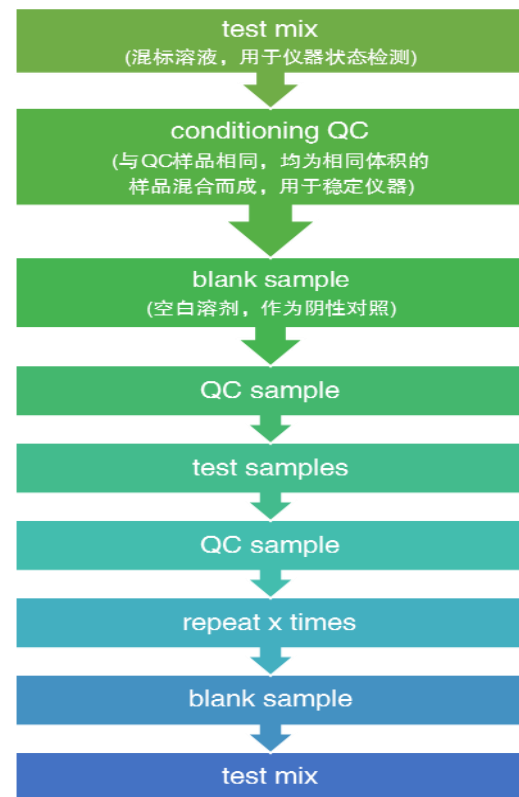 test mix
(混标溶液，用于仪器状态检测)
conditioning QC
(与QC样品相同，均为相同体积的
样品混合而成，用于稳定仪器)
blank sample
(空白溶剂，作为阴性对照)
QC sample
test samples
QC sample
repeat x times
blank sample
test mix